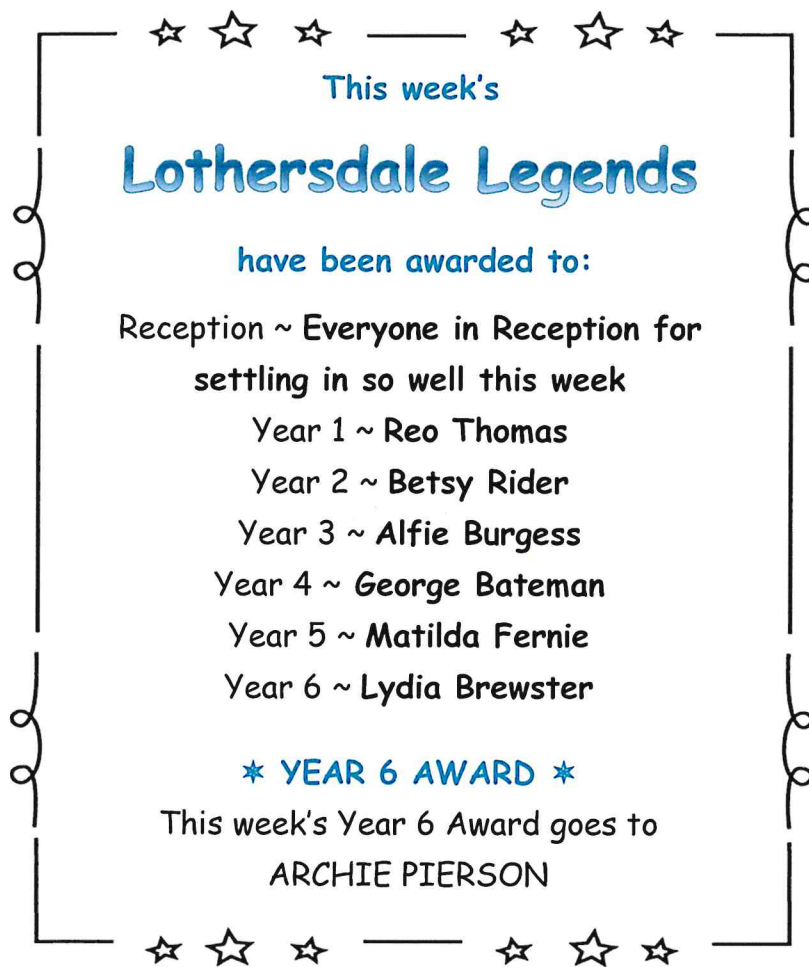 This week's
Lothersdale Legends
have been awarded to:
Reception ~ Everyone in Reception for
settling in so well this week
Year 1 ~ Reo Thomas
Year 2 ~ Betsy Rider
Year 3 ~ Alfie Burgess
Year 4 ~ George Bateman
Year 5 ~ Matilda Fernie
Year 6 ~ Lydia Brewster
* YEAR 6 AWARD *
This week's Year 6 Award goes to
ARCHIE PIERSON